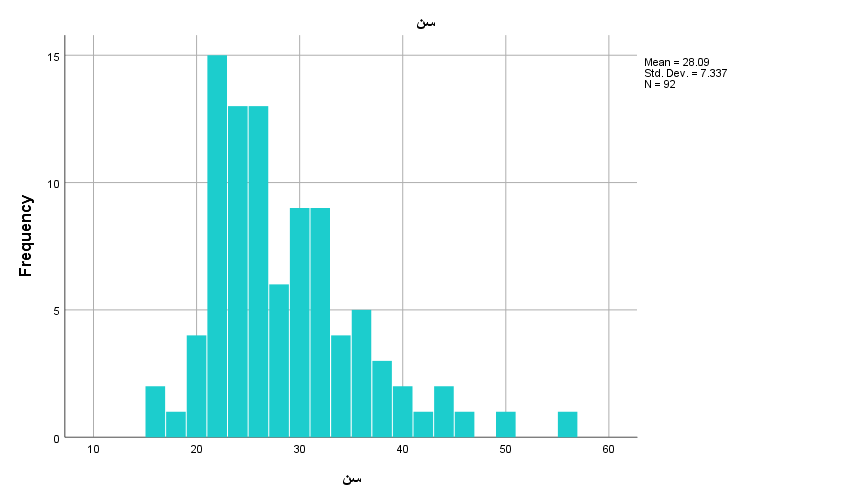 سن
Mean = 28.09
Std. Dev. = 7.337
N = 92
Frequency
15
10
5
0
10 20 30 40 50 60
سن